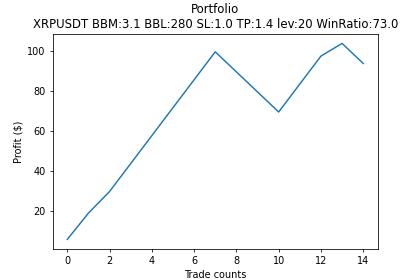 Portfolio
XRPUSDT BBM:3.1 BBL:280 SL:1.0 TP:1.4 lev:20 WinRatio:73.0
100
80
60
40
20
Profit ($)
0 2 4 6 8 10 12 14
Trade counts